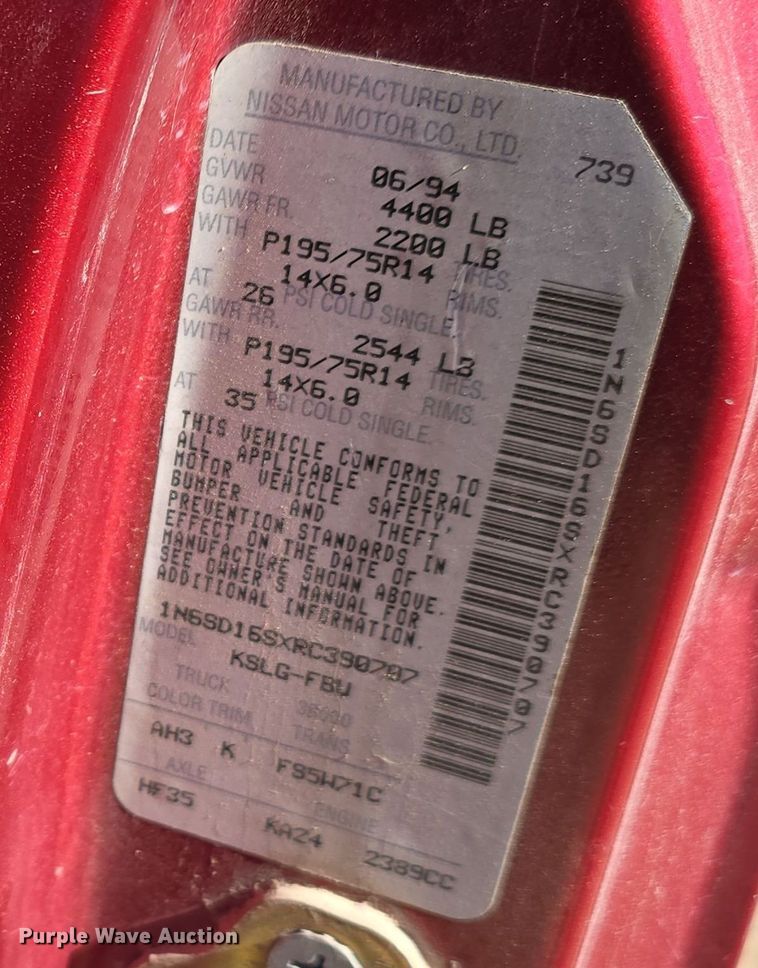 MANUFACTURED BY
NISSAN MOTOR CO., LTD. 739
DATE 06/94
GVWR 4400 LB
GAWR FR. 2200 LB
WITH P195/75R14 TIRES.
14X6.0 RIMS.
AT 26 PSI COLD SINGLE.
GAWR RR. 2544 LB
WITH P195/75R14 TIRES.
14X6.0 RIMS.
AT 35 PSI COLD SINGLE.
THIS VEHICLE CONFORMS TO
ALL APPLICABLE FEDERAL
MOTOR VEHICLE SAFETY,
BUMPER AND THEFT
PREVENTION STANDARDS IN
EFFECT ON THE DATE OF
MANUFACTURE SHOWN ABOVE.
SEE OWNER'S MANUAL FOR
ADDITIONAL INFORMATION.
1N6SD16SXRC390707
MODEL KSLG-FBW
TRUCK
COLOR TRIM TRANS
AH3 K FS5W71C
AXLE ENGINE
HF35 KA24 2389CC
1N6SD16SXRC390707
Purple Wave Auction